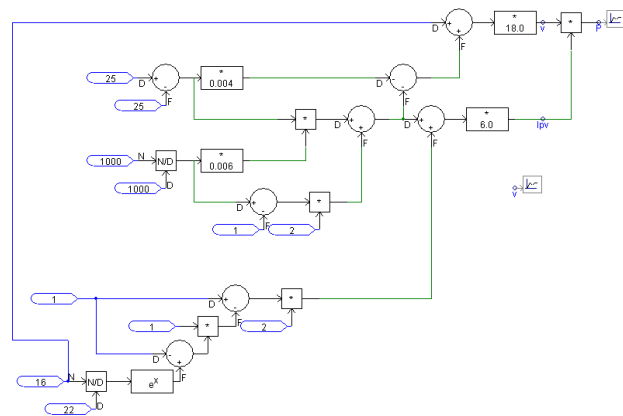 D + + F * 18.0 v * P
25 D + - F 25 * 0.004 D - + F
1000 N N/D D 1000 * 0.006 * D + + F D + + F * 6.0 Ipv
D + - F 1 * 2
v
1 D + - F * 2
1 * D - + F
16 N N/D D 22 e^x